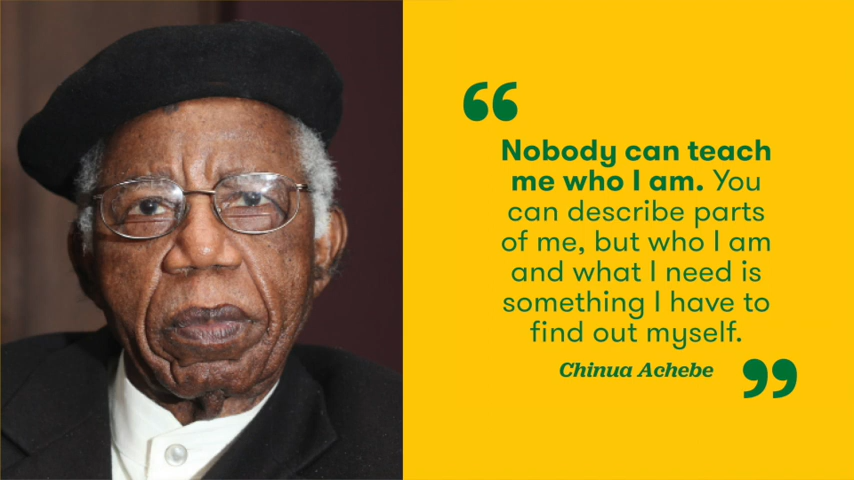 “
Nobody can teach
me who I am. You
can describe parts
of me, but who I am
and what I need is
something I have to
find out myself.
Chinua Achebe
”